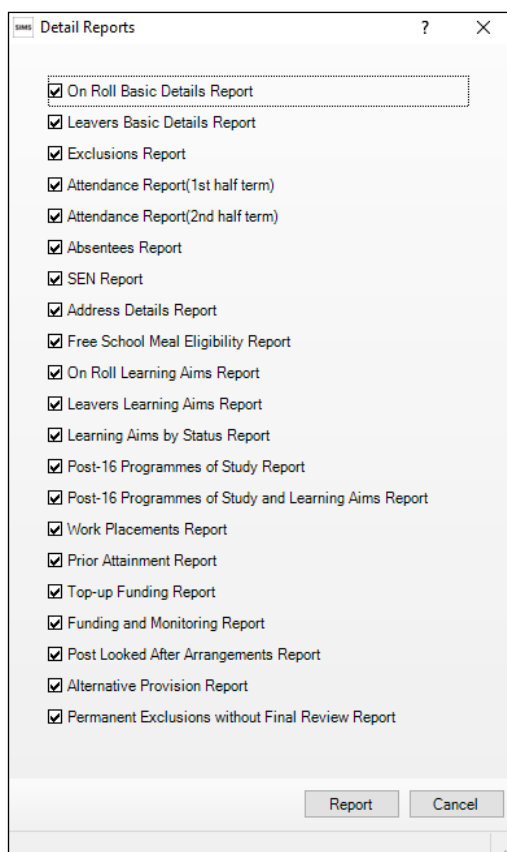 SIMS Detail Reports ?
On Roll Basic Details Report
Leavers Basic Details Report
Exclusions Report
Attendance Report(1st half term)
Attendance Report(2nd half term)
Absentees Report
SEN Report
Address Details Report
Free School Meal Eligibility Report
On Roll Learning Aims Report
Leavers Learning Aims Report
Learning Aims by Status Report
Post-16 Programmes of Study Report
Post-16 Programmes of Study and Learning Aims Report
Work Placements Report
Prior Attainment Report
Top-up Funding Report
Funding and Monitoring Report
Post Looked After Arrangements Report
Alternative Provision Report
Permanent Exclusions without Final Review Report
Report Cancel